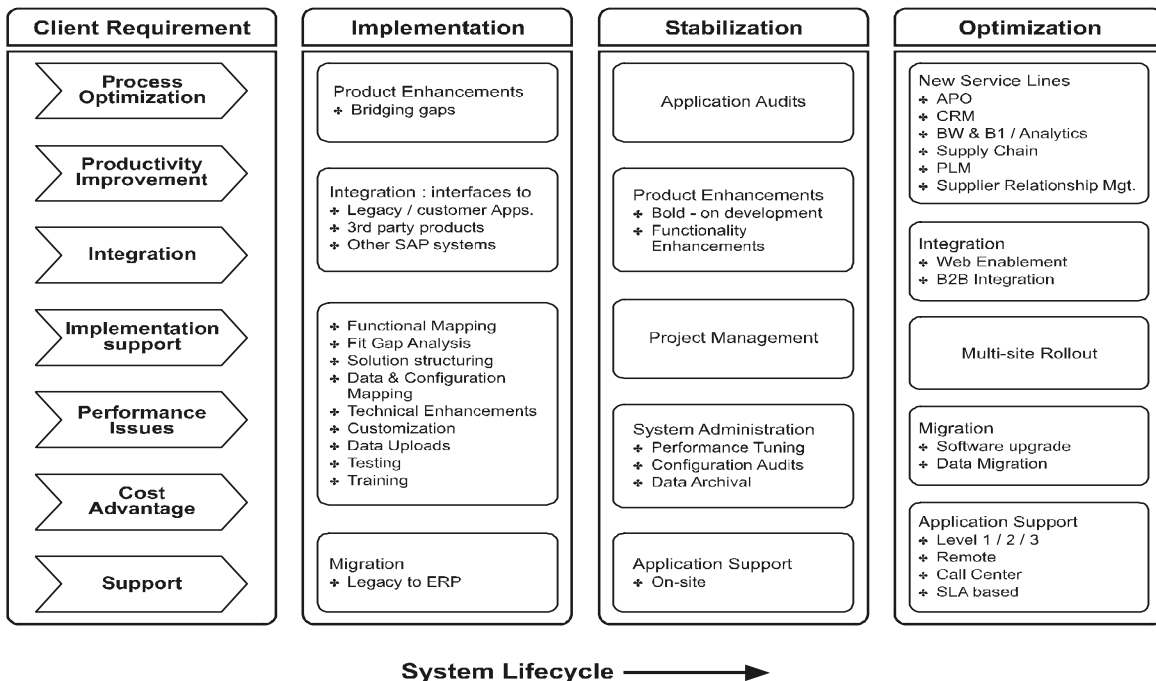 Client Requirement
Process
Optimization
Productivity
Improvement
Integration
Implementation
support
Performance
Issues
Cost
Advantage
Support
Implementation
Product Enhancements
✤ Bridging gaps
Integration : interfaces to
✤ Legacy / customer Apps.
✤ 3rd party products
✤ Other SAP systems
✤ Functional Mapping
✤ Fit Gap Analysis
✤ Solution structuring
✤ Data & Configuration
Mapping
✤ Technical Enhancements
✤ Customization
✤ Data Uploads
✤ Testing
✤ Training
Migration
✤ Legacy to ERP
Stabilization
Application Audits
Product Enhancements
✤ Bold - on development
✤ Functionality
Enhancements
Project Management
System Administration
✤ Performance Tuning
✤ Configuration Audits
✤ Data Archival
Application Support
✤ On-site
Optimization
New Service Lines
✤ APO
✤ CRM
✤ BW & B1 / Analytics
✤ Supply Chain
✤ PLM
✤ Supplier Relationship Mgt.
Integration
✤ Web Enablement
✤ B2B Integration
Multi-site Rollout
Migration
✤ Software upgrade
✤ Data Migration
Application Support
✤ Level 1 / 2 / 3
✤ Remote
✤ Call Center
✤ SLA based
System Lifecycle